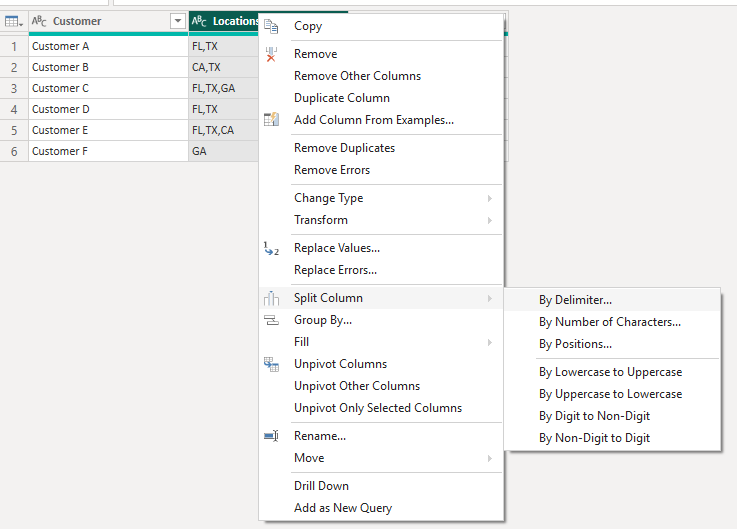 ABC Customer
ABC Locations
1 Customer A FL,TX
2 Customer B CA,TX
3 Customer C FL,TX,GA
4 Customer D FL,TX
5 Customer E FL,TX,CA
6 Customer F GA
Copy
Remove
Remove Other Columns
Duplicate Column
Add Column From Examples...
Remove Duplicates
Remove Errors
Change Type
Transform
Replace Values...
Replace Errors...
Split Column
Group By...
Fill
Unpivot Columns
Unpivot Other Columns
Unpivot Only Selected Columns
Rename...
Move
Drill Down
Add as New Query
By Delimiter...
By Number of Characters...
By Positions...
By Lowercase to Uppercase
By Uppercase to Lowercase
By Digit to Non-Digit
By Non-Digit to Digit